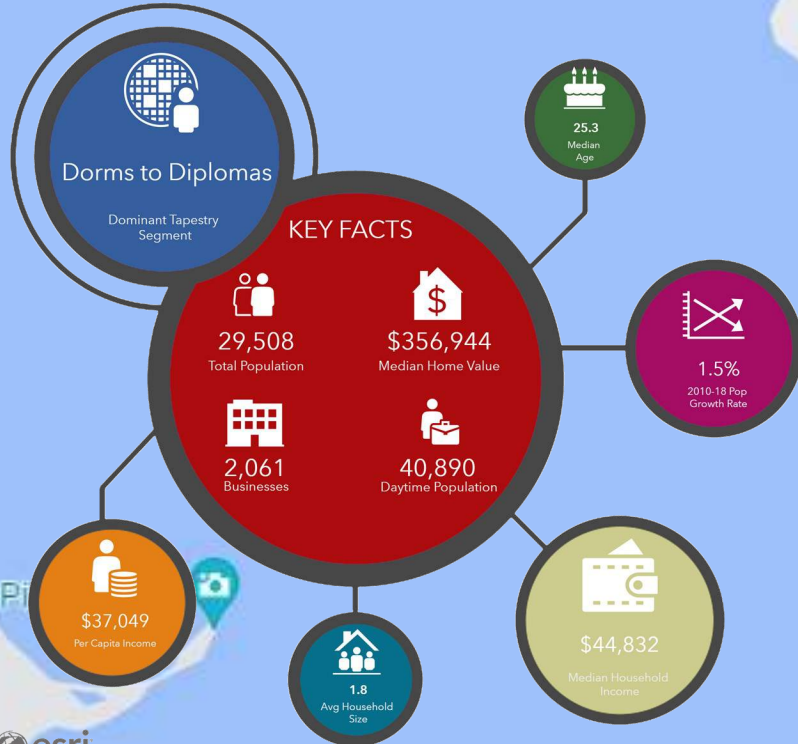 Dorms to Diplomas
Dominant Tapestry
Segment
KEY FACTS
29,508
Total Population
$356,944
Median Home Value
2,061
Businesses
40,890
Daytime Population
25.3
Median
Age
1.5%
2010-18 Pop
Growth Rate
$37,049
Per Capita Income
1.8
Avg Household
Size
$44,832
Median Household
Income
Pi
esri